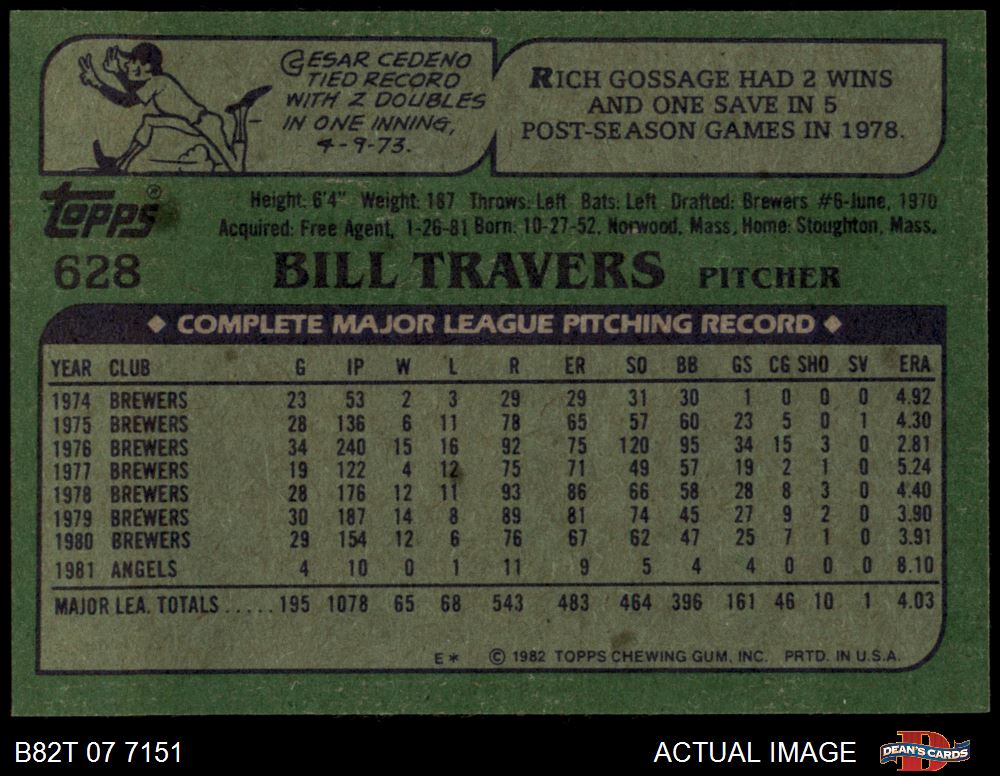 CESAR CEDENO
TIED RECORD
WITH 2 DOUBLES
IN ONE INNING,
4-9-73.
RICH GOSSAGE HAD 2 WINS
AND ONE SAVE IN 5
POST-SEASON GAMES IN 1978.
Topps®
Height: 6'4" Weight: 187 Throws: Left Bats: Left Drafted: Brewers #6-June, 1970
Acquired: Free Agent, 1-26-81 Born: 10-27-52, Norwood, Mass, Home: Stoughton, Mass.
628 BILL TRAVERS PITCHER
◆ COMPLETE MAJOR LEAGUE PITCHING RECORD ◆
YEAR CLUB G IP W L R ER SO BB GS CG SHO SV ERA
1974 BREWERS 23 53 2 3 29 29 31 30 1 0 0 0 4.92
1975 BREWERS 28 136 6 11 78 65 57 60 23 5 0 1 4.30
1976 BREWERS 34 240 15 16 92 75 120 95 34 15 3 0 2.81
1977 BREWERS 19 122 4 12 75 71 49 57 19 2 1 0 5.24
1978 BREWERS 28 176 12 11 93 86 66 58 28 8 3 0 4.40
1979 BREWERS 30 187 14 8 89 81 74 45 27 9 2 0 3.90
1980 BREWERS 29 154 12 6 76 67 62 47 25 7 1 0 3.91
1981 ANGELS 4 10 0 1 11 9 5 4 4 0 0 0 8.10
MAJOR LEA. TOTALS ..... 195 1078 65 68 543 483 464 396 161 46 10 1 4.03
E* © 1982 TOPPS CHEWING GUM, INC. PRTD. IN U.S.A.
B82T 07 7151 ACTUAL IMAGE D DEAN'S CARDS